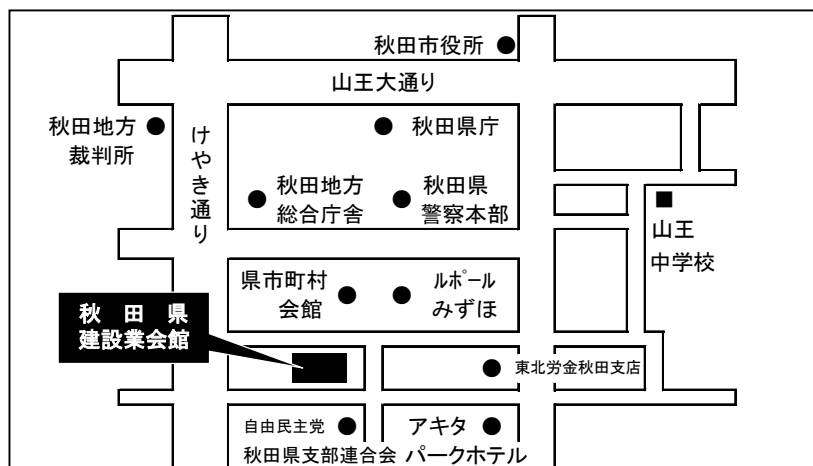 秋田市役所
山王大通り
秋田地方
裁判所
けやき通り
秋田県庁
秋田地方
総合庁舎
秋田県
警察本部
山王
中学校
県市町村
会館
ﾙﾎﾟｰﾙ
みずほ
秋田県
建設業会館
東北労金秋田支店
自由民主党
秋田県支部連合会
アキタ
パークホテル